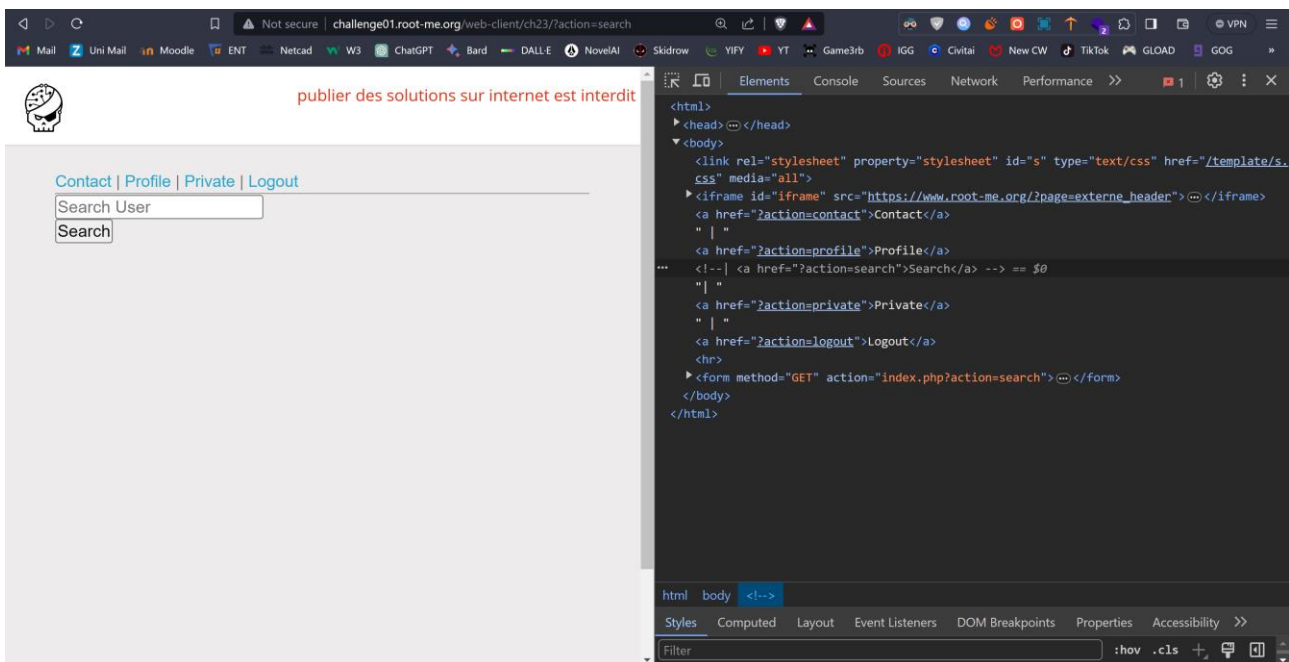 Not secure | challenge01.root-me.org/web-client/ch23/?action=search
2
VPN
Mail Uni Mail Moodle ENT Netcad W3 ChatGPT Bard DALL·E NovelAI Skidrow YIFY YT Game3rb IGG Civitai New CW TikTok GLOAD GOG »
publier des solutions sur internet est interdit
Contact | Profile | Private | Logout
Search User
Search
Elements Console Sources Network Performance >> 1
<html>
<head> ... </head>
<body>
<link rel="stylesheet" property="stylesheet" id="s" type="text/css" href="/template/s.
css" media="all">
<iframe id="iframe" src="https://www.root-me.org/?page=externe_header"> ... </iframe>
<a href="?action=contact">Contact</a>
" | "
<a href="?action=profile">Profile</a>
... <!--| <a href="?action=search">Search</a> --> == $0
"| "
<a href="?action=private">Private</a>
" | "
<a href="?action=logout">Logout</a>
<hr>
<form method="GET" action="index.php?action=search"> ... </form>
</body>
</html>
html body <!-->
Styles Computed Layout Event Listeners DOM Breakpoints Properties Accessibility >>
Filter :hov .cls +